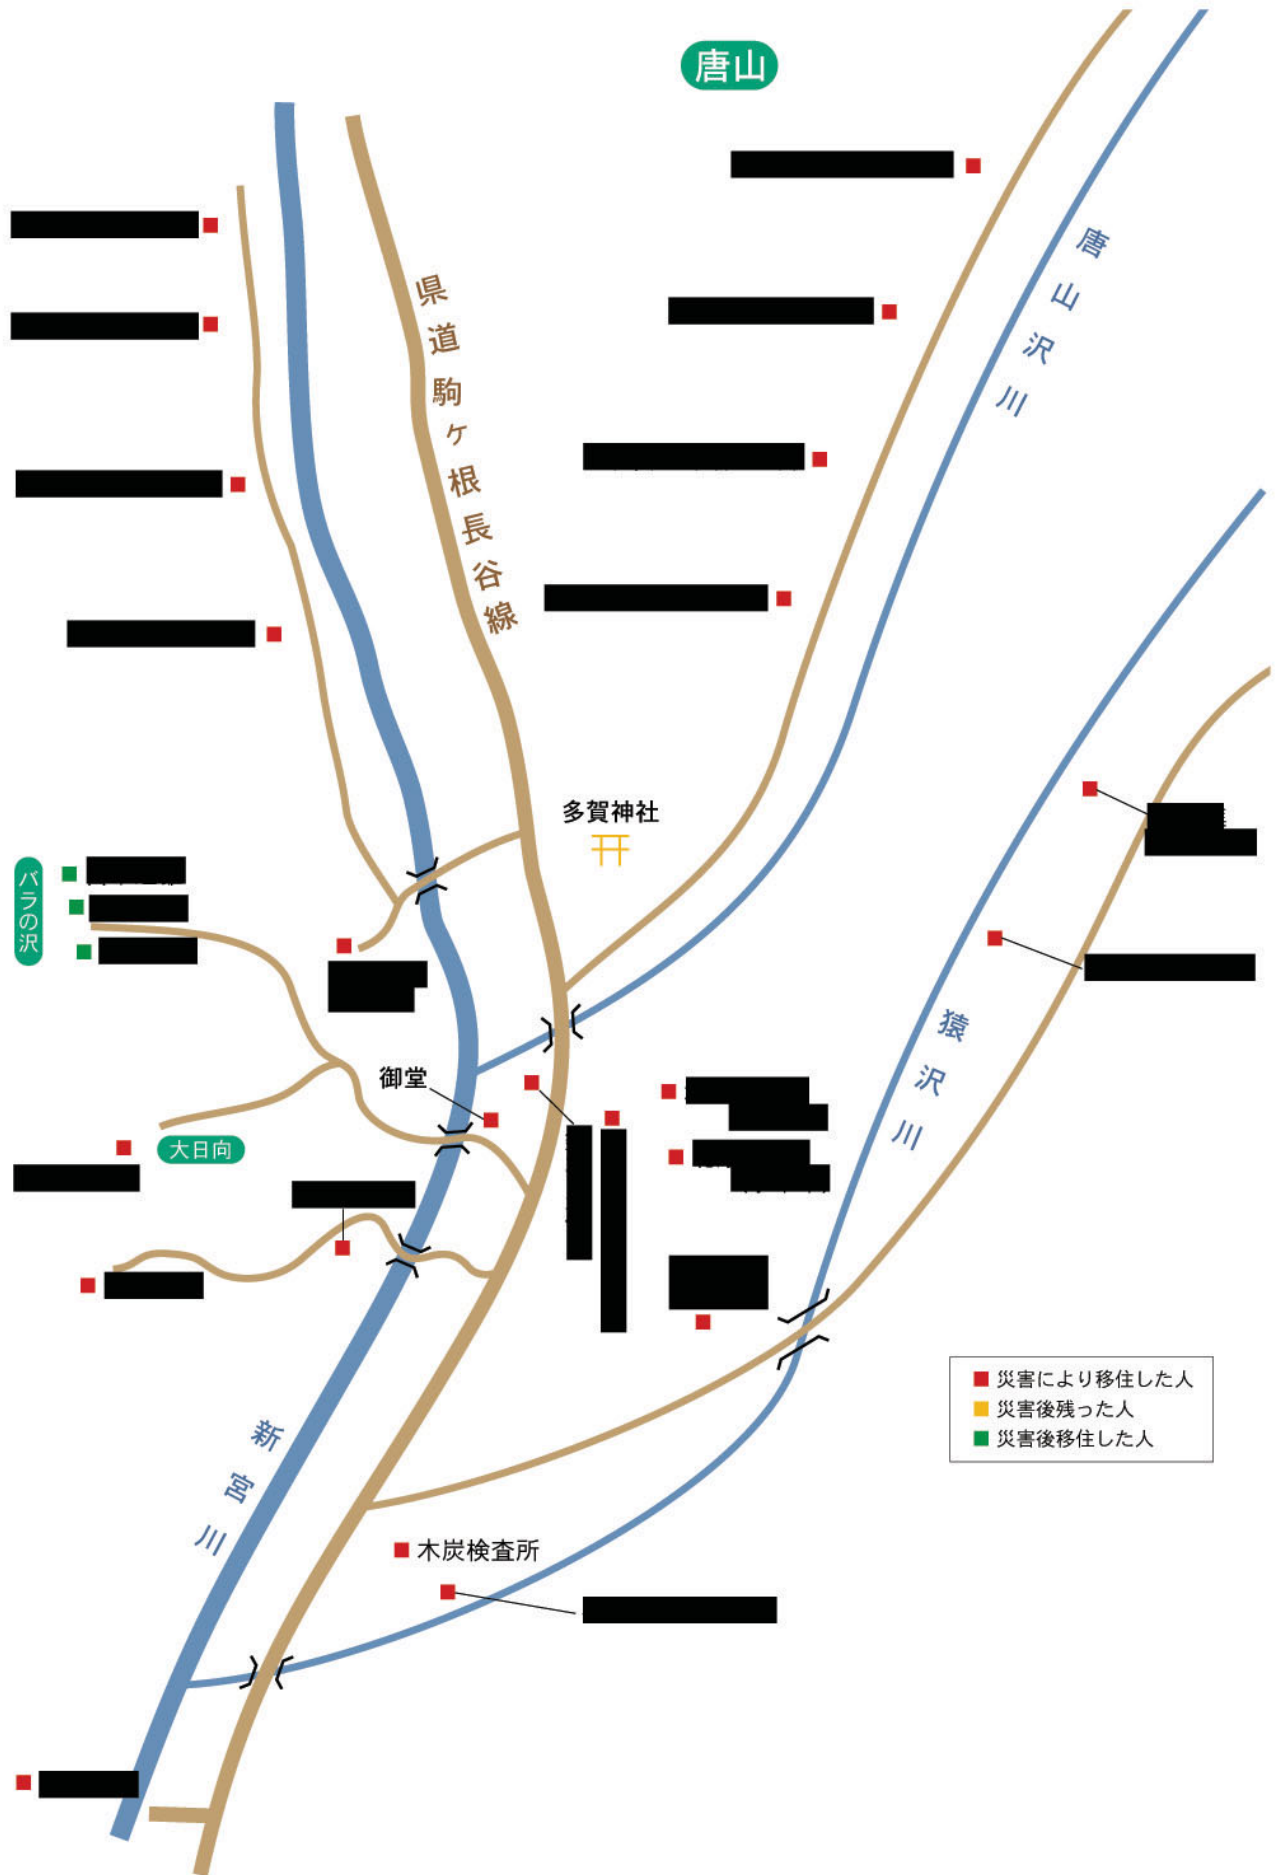 唐山
唐山沢川
県道駒ヶ根長谷線
多賀神社
バラの沢
猿沢川
御堂
大日向
災害により移住した人
災害後残った人
災害後移住した人
新宮川
木炭検査所